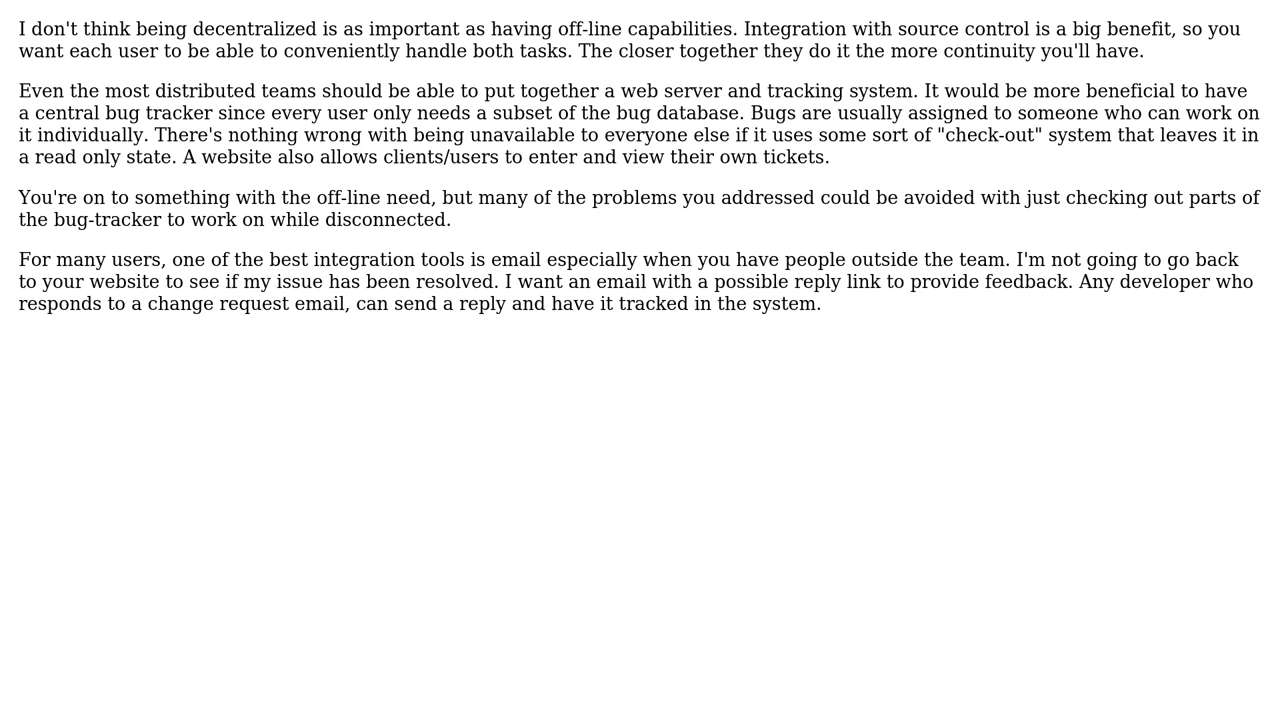 I don't think being decentralized is as important as having off-line capabilities. Integration with source control is a big benefit, so you
want each user to be able to conveniently handle both tasks. The closer together they do it the more continuity you'll have.
Even the most distributed teams should be able to put together a web server and tracking system. It would be more beneficial to have
a central bug tracker since every user only needs a subset of the bug database. Bugs are usually assigned to someone who can work on
it individually. There's nothing wrong with being unavailable to everyone else if it uses some sort of "check-out" system that leaves it in
a read only state. A website also allows clients/users to enter and view their own tickets.
You're on to something with the off-line need, but many of the problems you addressed could be avoided with just checking out parts of
the bug-tracker to work on while disconnected.
For many users, one of the best integration tools is email especially when you have people outside the team. I'm not going to go back
to your website to see if my issue has been resolved. I want an email with a possible reply link to provide feedback. Any developer who
responds to a change request email, can send a reply and have it tracked in the system.